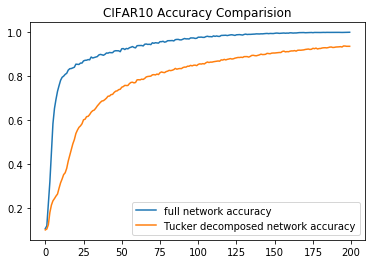 CIFAR10 Accuracy Comparision
1.0
0.8
0.6
0.4
0.2
full network accuracy
Tucker decomposed network accuracy
0 25 50 75 100 125 150 175 200